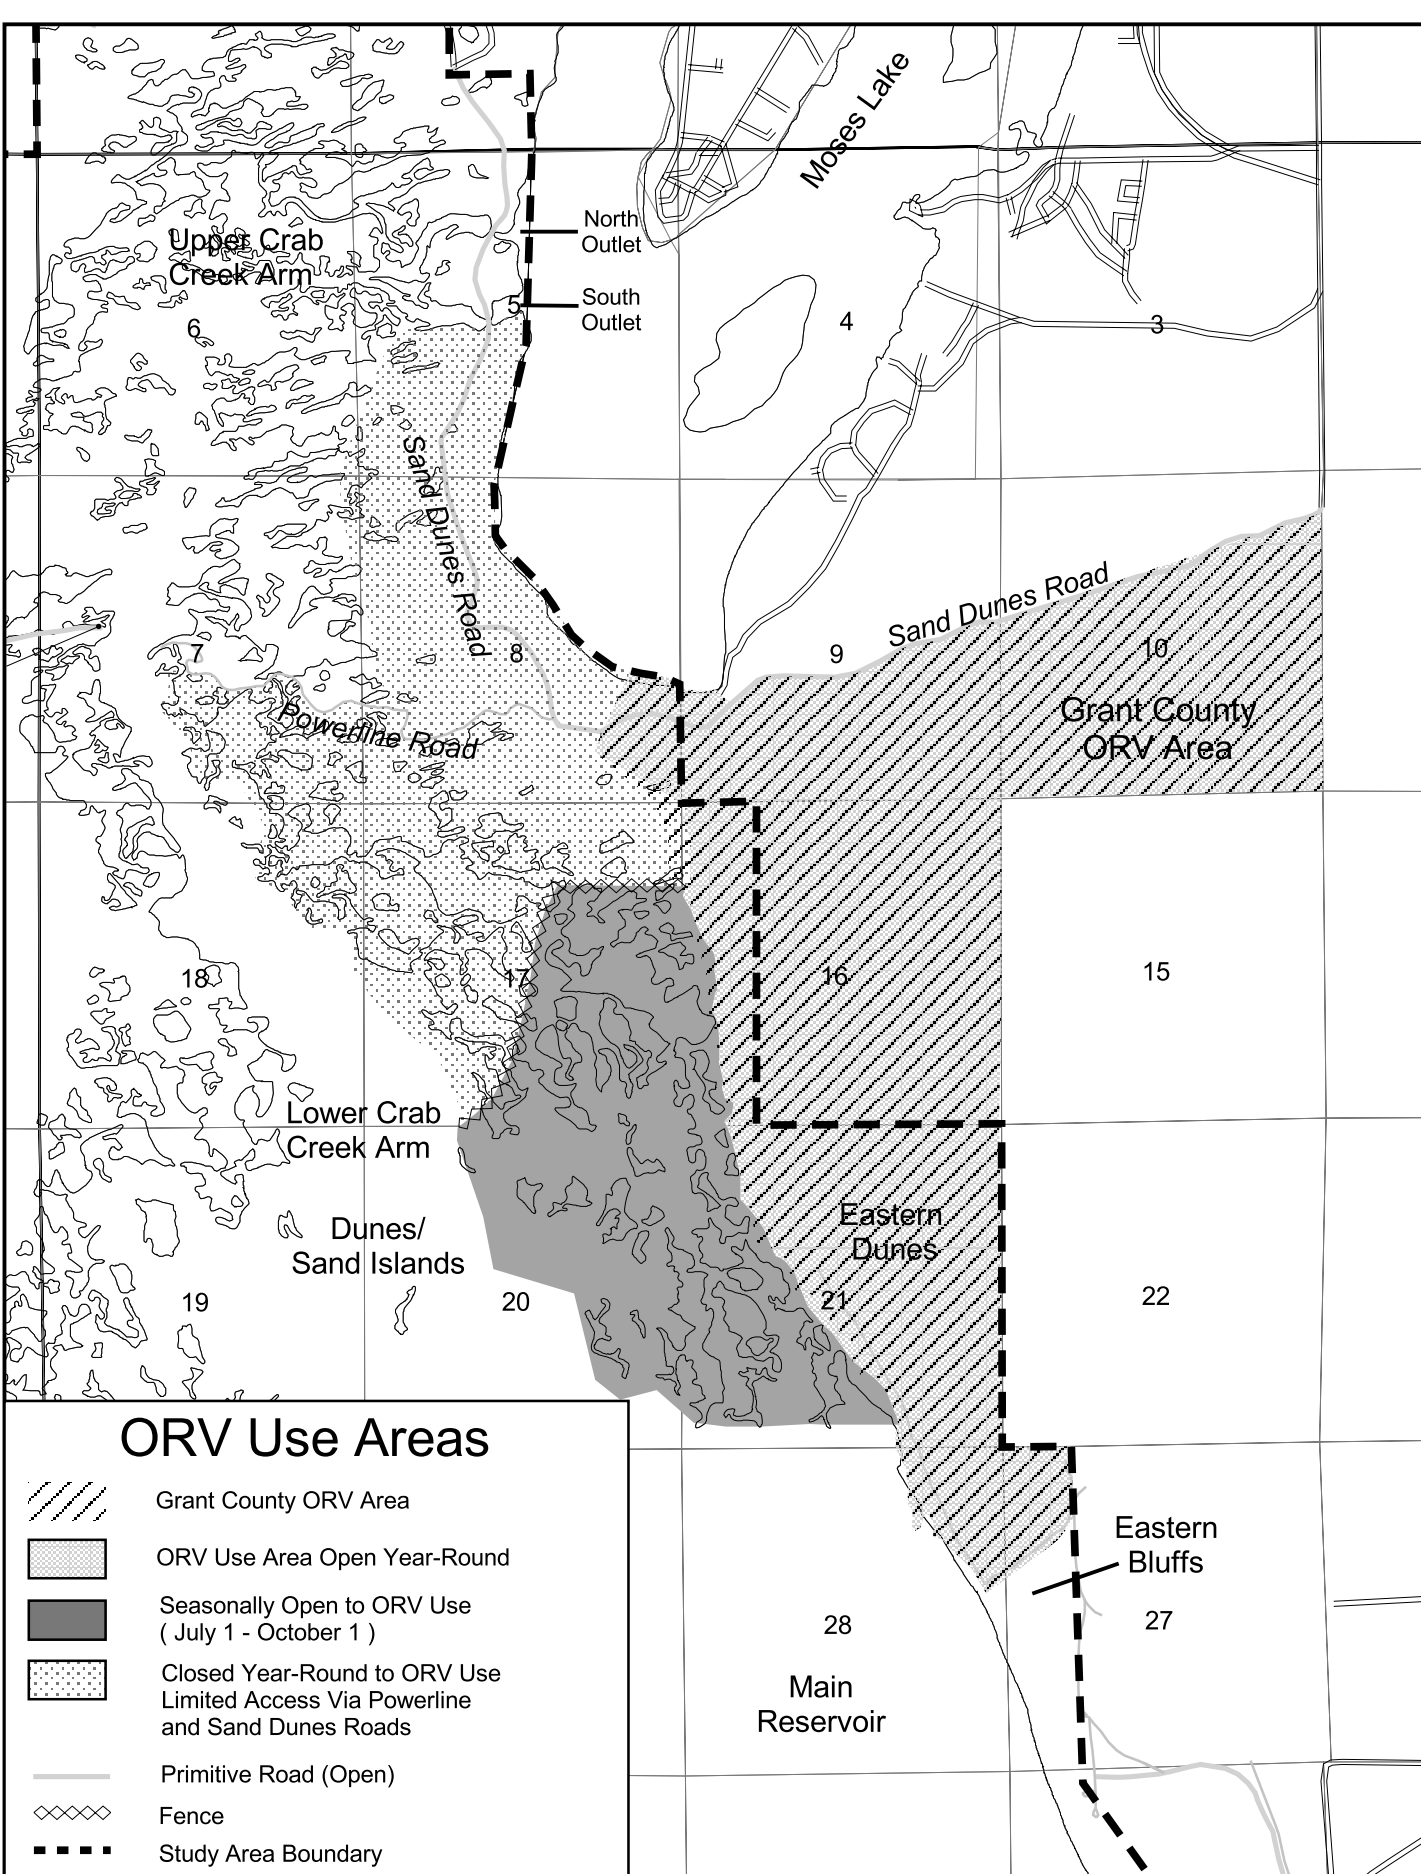 Moses Lake
North
Outlet
Upper Crab
Creek Arm
South
Outlet
5
6
4
3
Sand Dunes Road
Sand Dunes Road
7
8
9
10
Powerline Road
Grant County
ORV Area
18
17
16
15
Lower Crab
Creek Arm
Dunes/
Sand Islands
Eastern
Dunes
19
20
21
22
ORV Use Areas
Grant County ORV Area
ORV Use Area Open Year-Round
Seasonally Open to ORV Use
( July 1 - October 1 )
Closed Year-Round to ORV Use
Limited Access Via Powerline
and Sand Dunes Roads
Primitive Road (Open)
Fence
Study Area Boundary
Eastern
Bluffs
28
27
Main
Reservoir